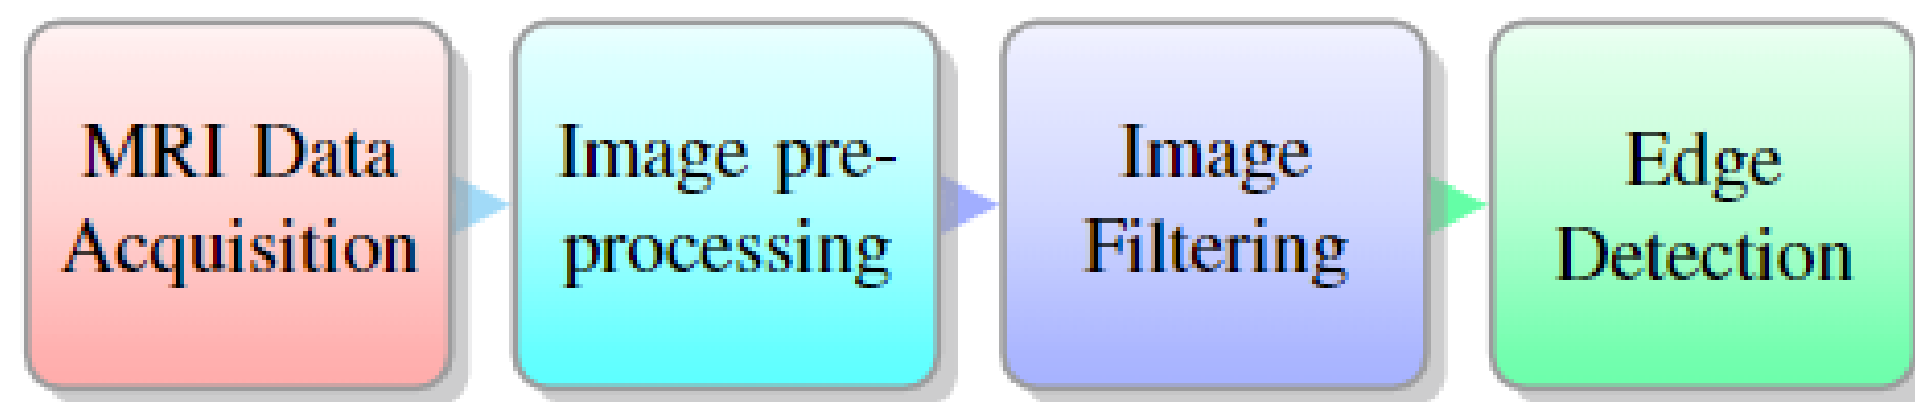 MRI Data
Acquisition
Image pre-
processing
Image
Filtering
Edge
Detection